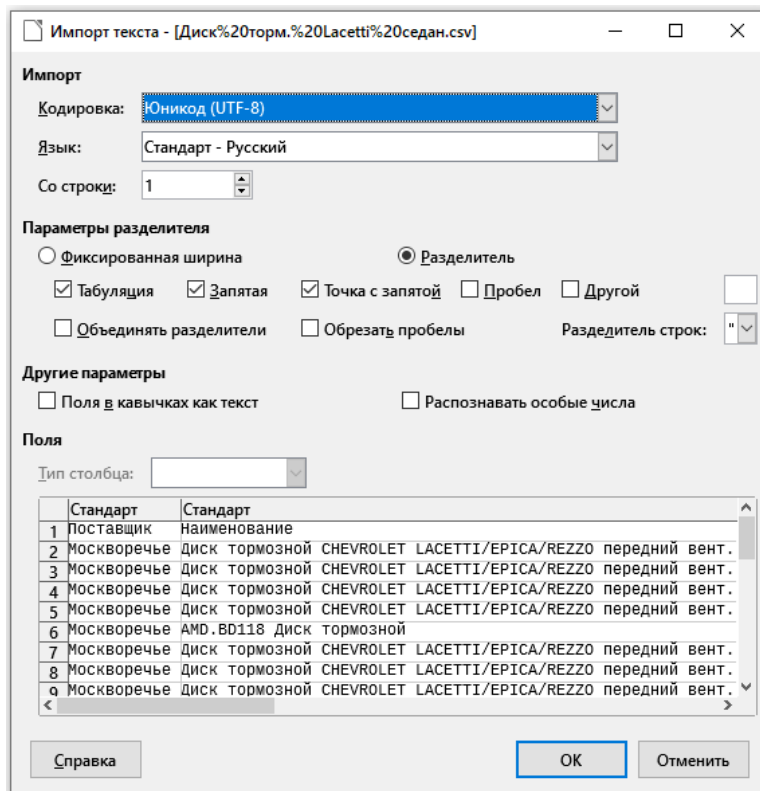 Импорт текста - [Диск%20торм.%20Lacetti%20седан.csv]
Импорт
Кодировка: Юникод (UTF-8)
Язык: Стандарт - Русский
Со строки: 1
Параметры разделителя
Фиксированная ширина Разделитель
Табуляция Запятая Точка с запятой Пробел Другой
Объединять разделители Обрезать пробелы Разделитель строк: "
Другие параметры
Поля в кавычках как текст Распознавать особые числа
Поля
Тип столбца:
Стандарт Стандарт
1 Поставщик Наименование
2 Москворечье Диск тормозной CHEVROLET LACETTI/EPICA/REZZO передний вент.
3 Москворечье Диск тормозной CHEVROLET LACETTI/EPICA/REZZO передний вент.
4 Москворечье Диск тормозной CHEVROLET LACETTI/EPICA/REZZO передний вент.
5 Москворечье Диск тормозной CHEVROLET LACETTI/EPICA/REZZO передний вент.
6 Москворечье AMD.BD118 Диск тормозной
7 Москворечье Диск тормозной CHEVROLET LACETTI/EPICA/REZZO передний вент.
8 Москворечье Диск тормозной CHEVROLET LACETTI/EPICA/REZZO передний вент.
9 Москворечье Диск тормозной CHEVROLET LACETTI/EPICA/REZZO передний вент.
Справка ОК Отменить